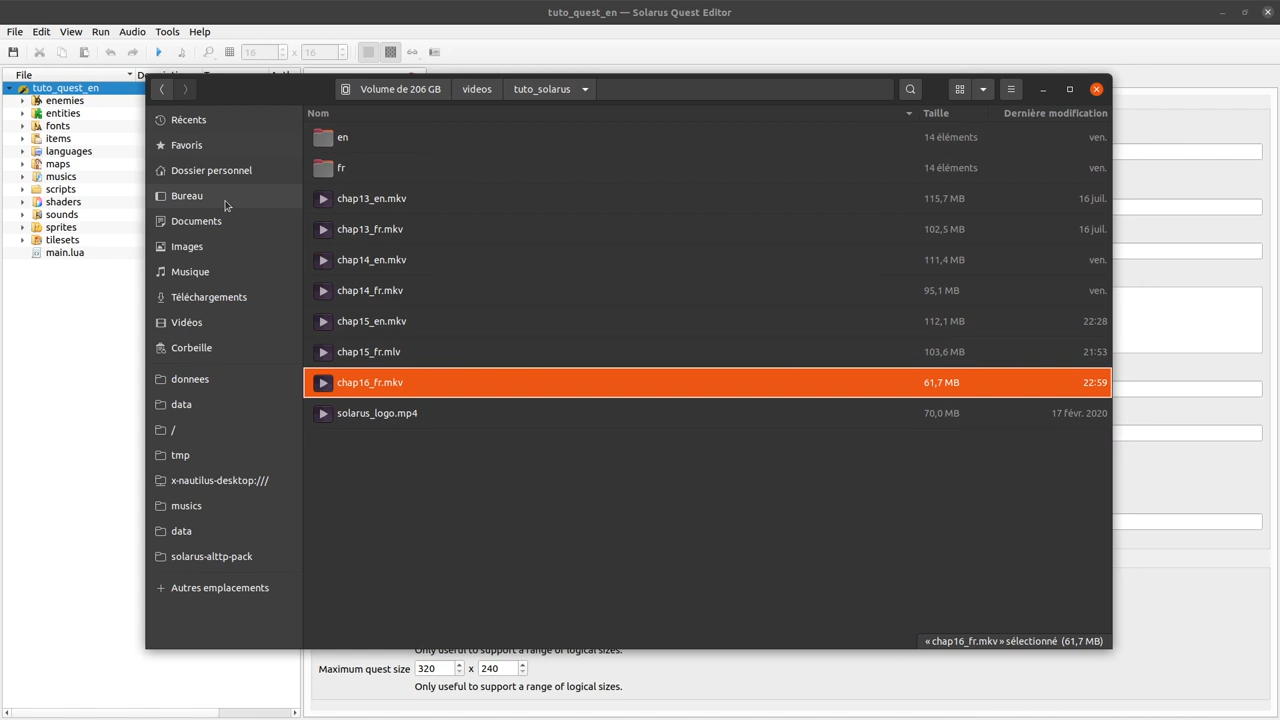 tuto_quest_en — Solarus Quest Editor
File Edit View Run Audio Tools Help
16 x 16
File
tuto_quest_en
enemies
entities
fonts
items
languages
maps
musics
scripts
shaders
sounds
sprites
tilesets
main.lua
Volume de 206 GB videos tuto_solarus
Récents
Favoris
Dossier personnel
Bureau
Documents
Images
Musique
Téléchargements
Vidéos
Corbeille
donnees
data
/
tmp
x-nautilus-desktop:///
musics
data
solarus-alttp-pack
+ Autres emplacements
Nom Taille Dernière modification
en 14 éléments ven.
fr 14 éléments ven.
chap13_en.mkv 115,7 MB 16 juil.
chap13_fr.mkv 102,5 MB 16 juil.
chap14_en.mkv 111,4 MB ven.
chap14_fr.mkv 95,1 MB ven.
chap15_en.mkv 112,1 MB 22:28
chap15_fr.mlv 103,6 MB 21:53
chap16_fr.mkv 61,7 MB 22:59
solarus_logo.mp4 70,0 MB 17 févr. 2020
« chap16_fr.mkv » sélectionné (61,7 MB)
Only useful to support a range of logical sizes.
Maximum quest size 320 x 240
Only useful to support a range of logical sizes.